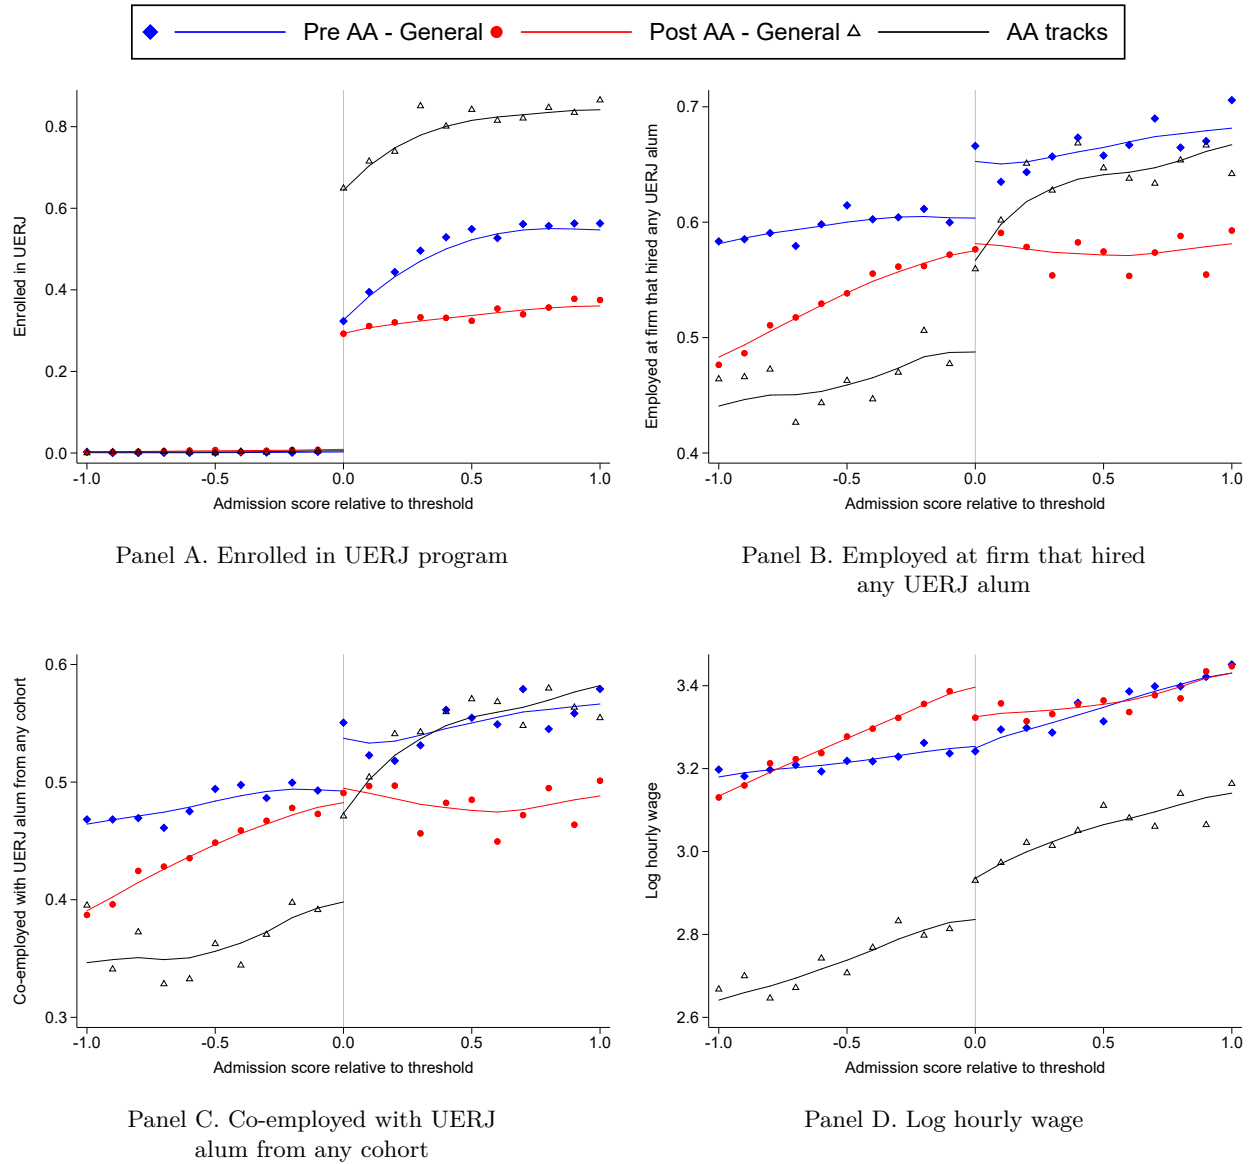 Pre AA - General Post AA - General AA tracks
Enrolled in UERJ
0.8
0.6
0.4
0.2
0.0
-1.0 -0.5 0.0 0.5 1.0
Admission score relative to threshold
Panel A. Enrolled in UERJ program
Employed at firm that hired any UERJ alum
0.7
0.6
0.5
0.4
-1.0 -0.5 0.0 0.5 1.0
Admission score relative to threshold
Panel B. Employed at firm that hired
any UERJ alum
Co-employed with UERJ alum from any cohort
0.6
0.5
0.4
0.3
-1.0 -0.5 0.0 0.5 1.0
Admission score relative to threshold
Panel C. Co-employed with UERJ
alum from any cohort
Log hourly wage
3.4
3.2
3.0
2.8
2.6
-1.0 -0.5 0.0 0.5 1.0
Admission score relative to threshold
Panel D. Log hourly wage